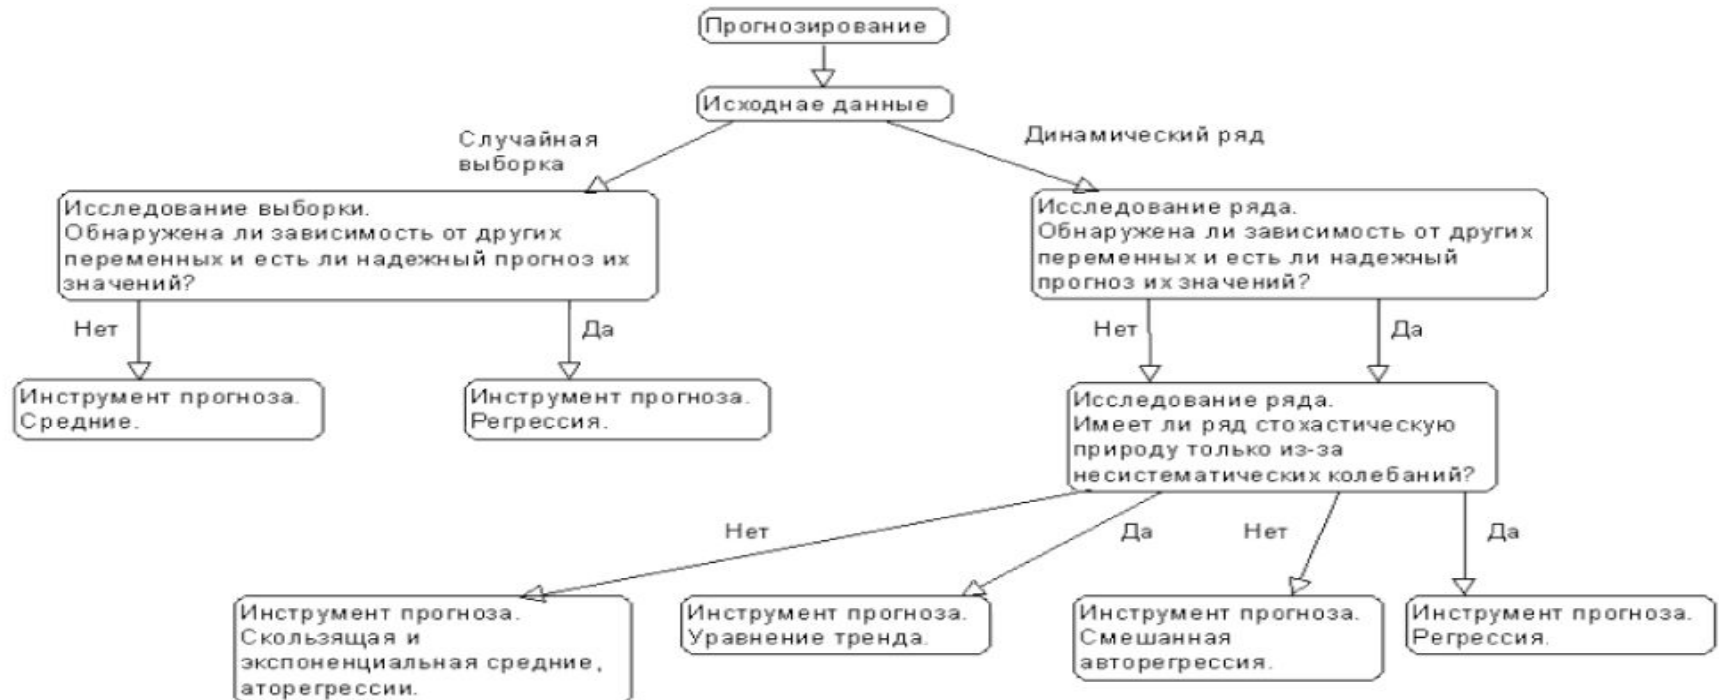 Прогнозирование
Исходнае данные
Случайная
выборка
Динамический ряд
Исследование выборки.
Обнаружена ли зависимость от других
переменных и есть ли надежный прогноз их
значений?
Исследование ряда.
Обнаружена ли зависимость от других
переменных и есть ли надежный
прогноз их значений?
Нет
Да
Нет
Да
Инструмент прогноза.
Средние.
Инструмент прогноза.
Регрессия.
Исследование ряда.
Имеет ли ряд стохастическую
природу только из-за
несистематических колебаний?
Нет
Да
Нет
Да
Инструмент прогноза.
Скользящая и
экспоненциальная средние,
аторегрессии.
Инструмент прогноза.
Уравнение тренда.
Инструмент прогноза.
Смешанная
авторегрессия.
Инструмент прогноза.
Регрессия.